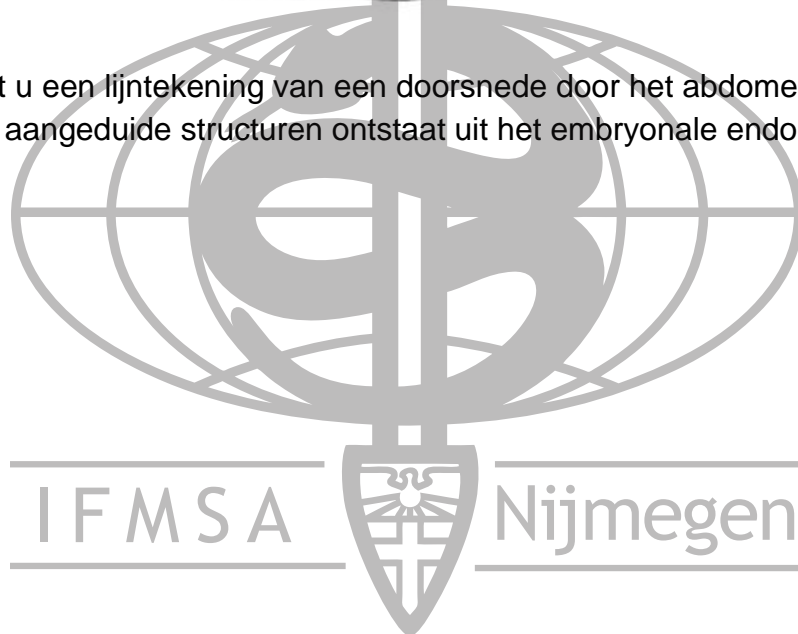 t u een lijntekening van een doorsnede door het abdome
aangeduide structuren ontstaat uit het embryonale endo
IFMSA Nijmegen